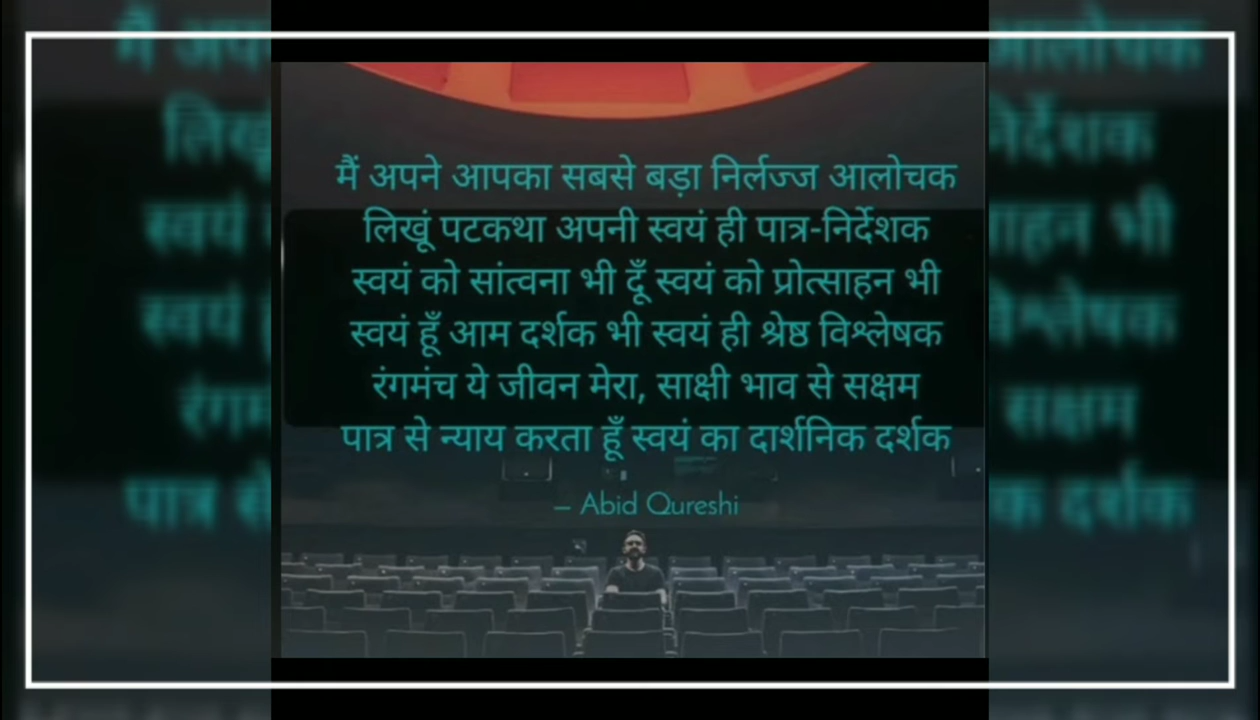 मैं अपने आपका सबसे बड़ा निर्लज्ज आलोचक
लिखूं पटकथा अपनी स्वयं ही पात्र-निर्देशक
स्वयं को सांत्वना भी दूँ स्वयं को प्रोत्साहन भी
स्वयं हूँ आम दर्शक भी स्वयं ही श्रेष्ठ विश्लेषक
रंगमंच ये जीवन मेरा, साक्षी भाव से सक्षम
पात्र से न्याय करता हूँ स्वयं का दार्शनिक दर्शक
– Abid Qureshi